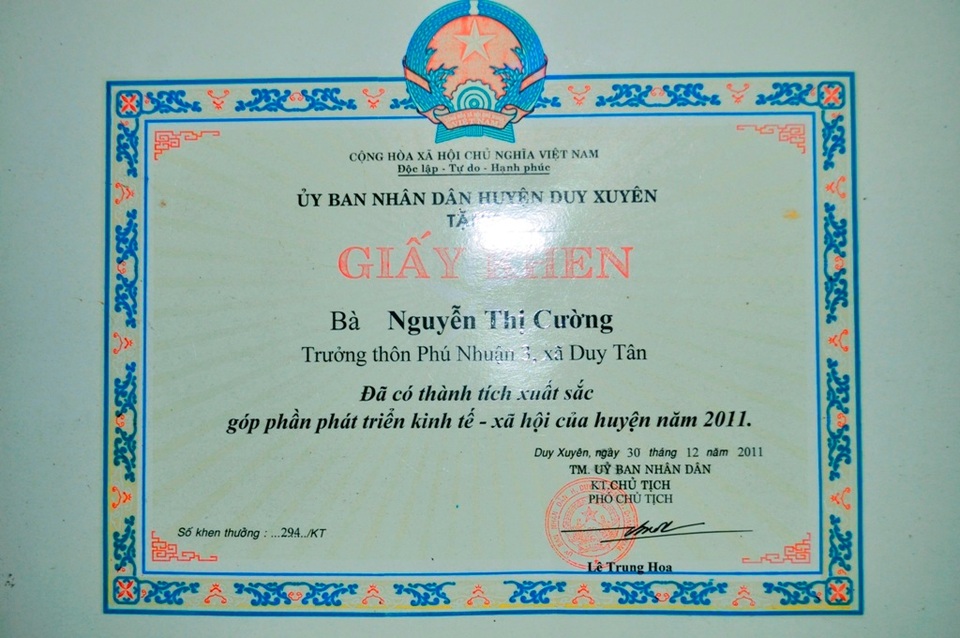 CỘNG HÒA XÃ HỘI CHỦ NGHĨA VIỆT NAM
Độc lập - Tự do - Hạnh phúc
ỦY BAN NHÂN DÂN HUYỆN DUY XUYÊN
GIẤY KHEN
Bà Nguyễn Thị Cường
Trưởng thôn Phú Nhuận 3, xã Duy Tân
Đã có thành tích xuất sắc
góp phần phát triển kinh tế - xã hội của huyện năm 2011.
Duy Xuyên, ngày 30 tháng 12 năm 2011
TM. UỶ BAN NHÂN DÂN
KT.CHỦ TỊCH
PHÓ CHỦ TỊCH
Số khen thưởng : ...294../KT
Lê Trung Hoa